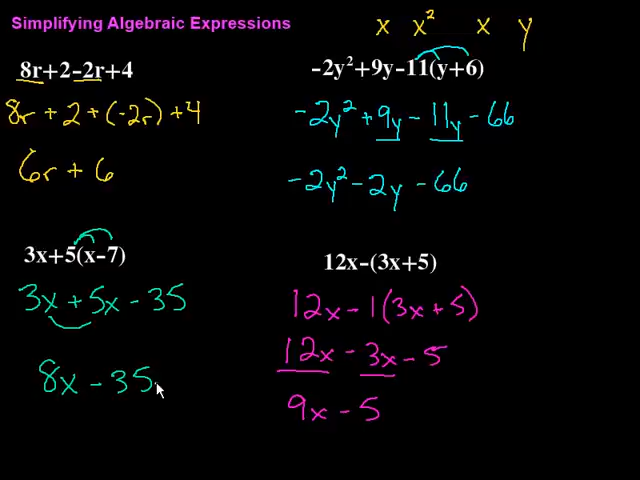 Simplifying Algebraic Expressions
x x² x y
8r+2-2r+4
8r + 2 + (-2r) + 4
6r + 6
-2y²+9y-11(y+6)
-2y² + 9y - 11y - 66
-2y² - 2y - 66
3x+5(x-7)
3x + 5x - 35
8x - 35
12x-(3x+5)
12x - 1(3x + 5)
12x - 3x - 5
9x - 5